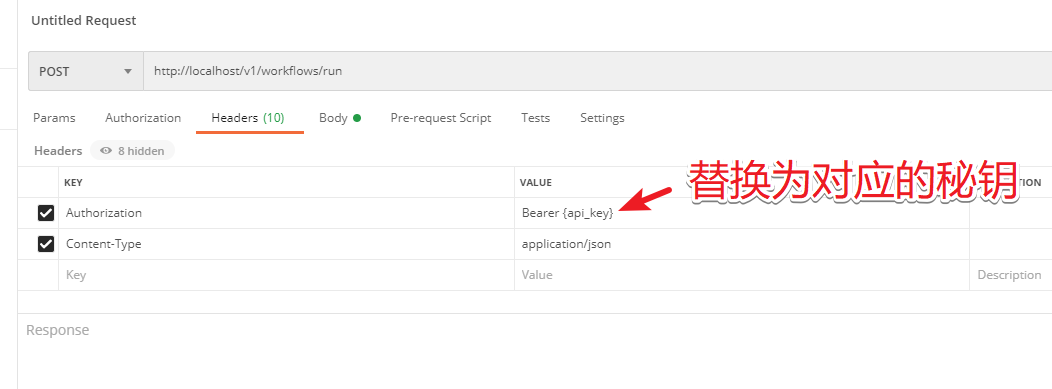 Untitled Request
POST http://localhost/v1/workflows/run
Params Authorization Headers (10) Body Pre-request Script Tests Settings
Headers 8 hidden
替换为对应的秘钥
KEY VALUE TION
Authorization Bearer {api_key}
Content-Type application/json
Key Value Description
Response